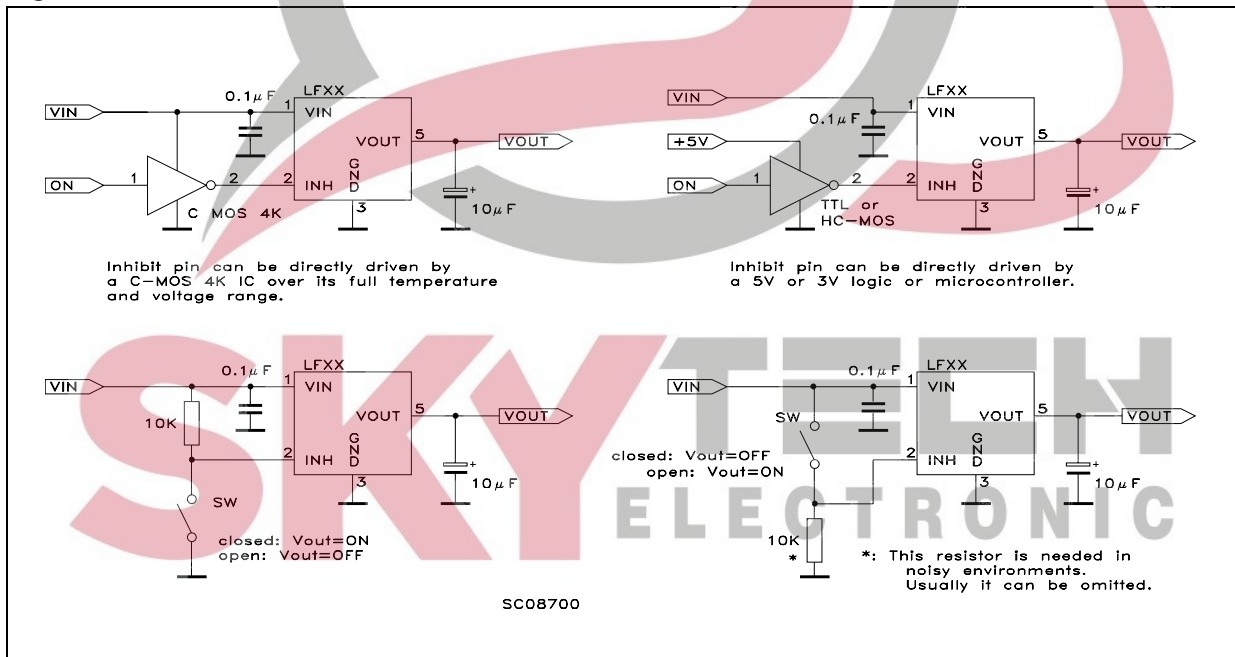 LFXX
0.1μF
VIN
1
VIN
VOUT
5
VOUT
ON
1
2
2
INH
GND
3
+
10μF
C MOS 4K
Inhibit pin can be directly driven by
a C-MOS 4K IC over its full temperature
and voltage range.
LFXX
VIN
0.1μF
1
VIN
+5V
VOUT
5
VOUT
ON
1
2
2
INH
GND
3
+
10μF
TTL or
HC-MOS
Inhibit pin can be directly driven by
a 5V or 3V logic or microcontroller.
LFXX
0.1μF
VIN
1
VIN
10K
VOUT
5
VOUT
2
INH
GND
3
+
10μF
SW
closed: Vout=ON
open: Vout=OFF
LFXX
0.1μF
VIN
1
VIN
SW
VOUT
5
VOUT
closed: Vout=OFF
open: Vout=ON
2
INH
GND
3
+
10μF
10K
*
*: This resistor is needed in
noisy environments.
Usually it can be omitted.
SC08700
SKYTECH
ELECTRONIC